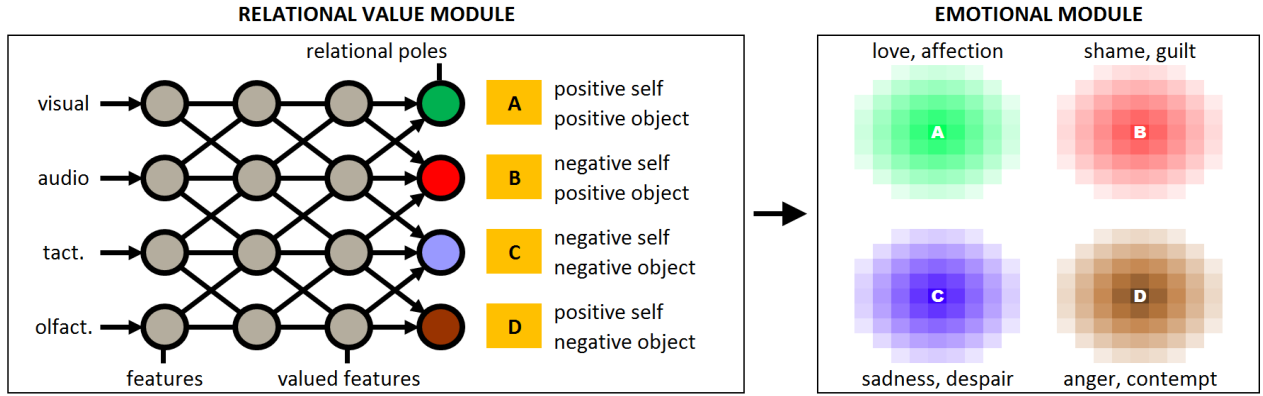 RELATIONAL VALUE MODULE
EMOTIONAL MODULE
relational poles
visual
A
positive self
positive object
audio
B
negative self
positive object
tact.
C
negative self
negative object
olfact.
D
positive self
negative object
features
valued features
love, affection
shame, guilt
A
B
C
D
sadness, despair
anger, contempt